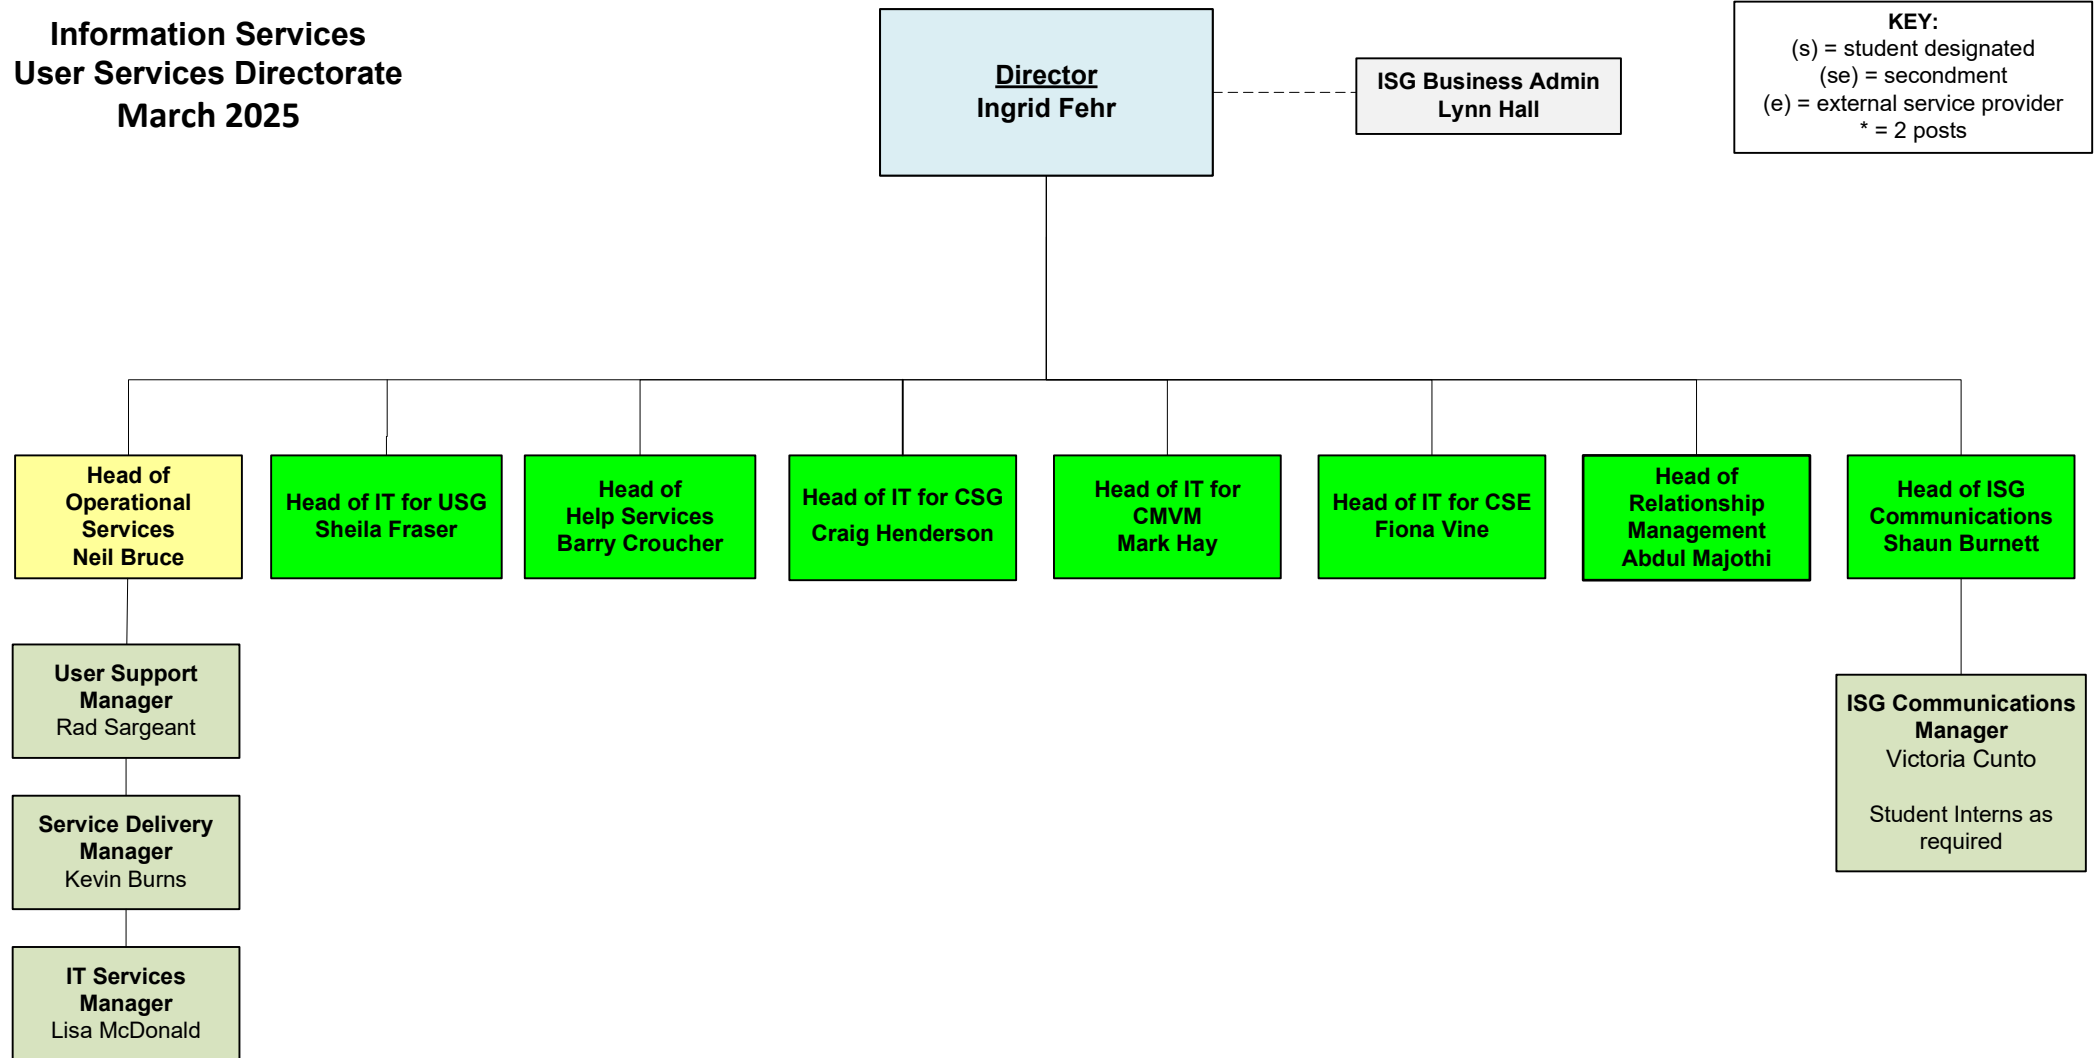 Information Services
User Services Directorate
March 2025
Director
Ingrid Fehr
ISG Business Admin
Lynn Hall
KEY:
(s) = student designated
(se) = secondment
(e) = external service provider
* = 2 posts
Head of
Operational
Services
Neil Bruce
Head of IT for USG
Sheila Fraser
Head of
Help Services
Barry Croucher
Head of IT for CSG
Craig Henderson
Head of IT for
CMVM
Mark Hay
Head of IT for CSE
Fiona Vine
Head of
Relationship
Management
Abdul Majothi
Head of ISG
Communications
Shaun Burnett
User Support
Manager
Rad Sargeant
Service Delivery
Manager
Kevin Burns
IT Services
Manager
Lisa McDonald
ISG Communications
Manager
Victoria Cunto
Student Interns as
required